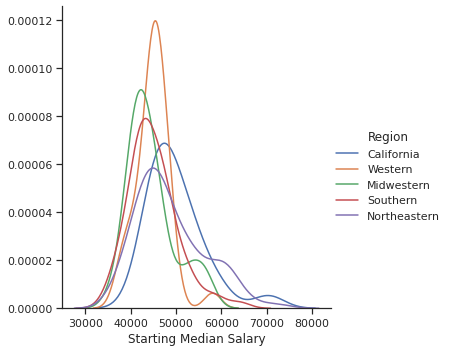 0.00012
0.00010
0.00008
0.00006
0.00004
0.00002
0.00000
30000 40000 50000 60000 70000 80000
Starting Median Salary
Region
California
Western
Midwestern
Southern
Northeastern